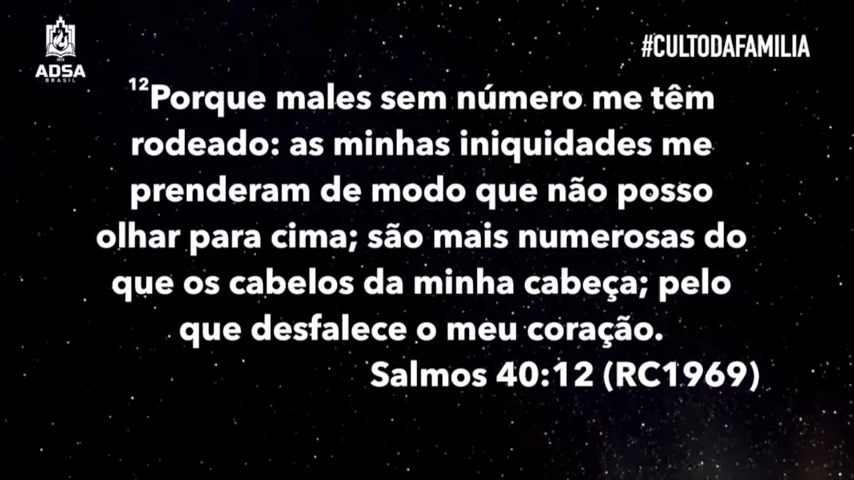 ADSA
BRASIL
#CULTODAFAMILIA
12Porque males sem número me têm
rodeado: as minhas iniquidades me
prenderam de modo que não posso
olhar para cima; são mais numerosas do
que os cabelos da minha cabeça; pelo
que desfalece o meu coração.
Salmos 40:12 (RC1969)